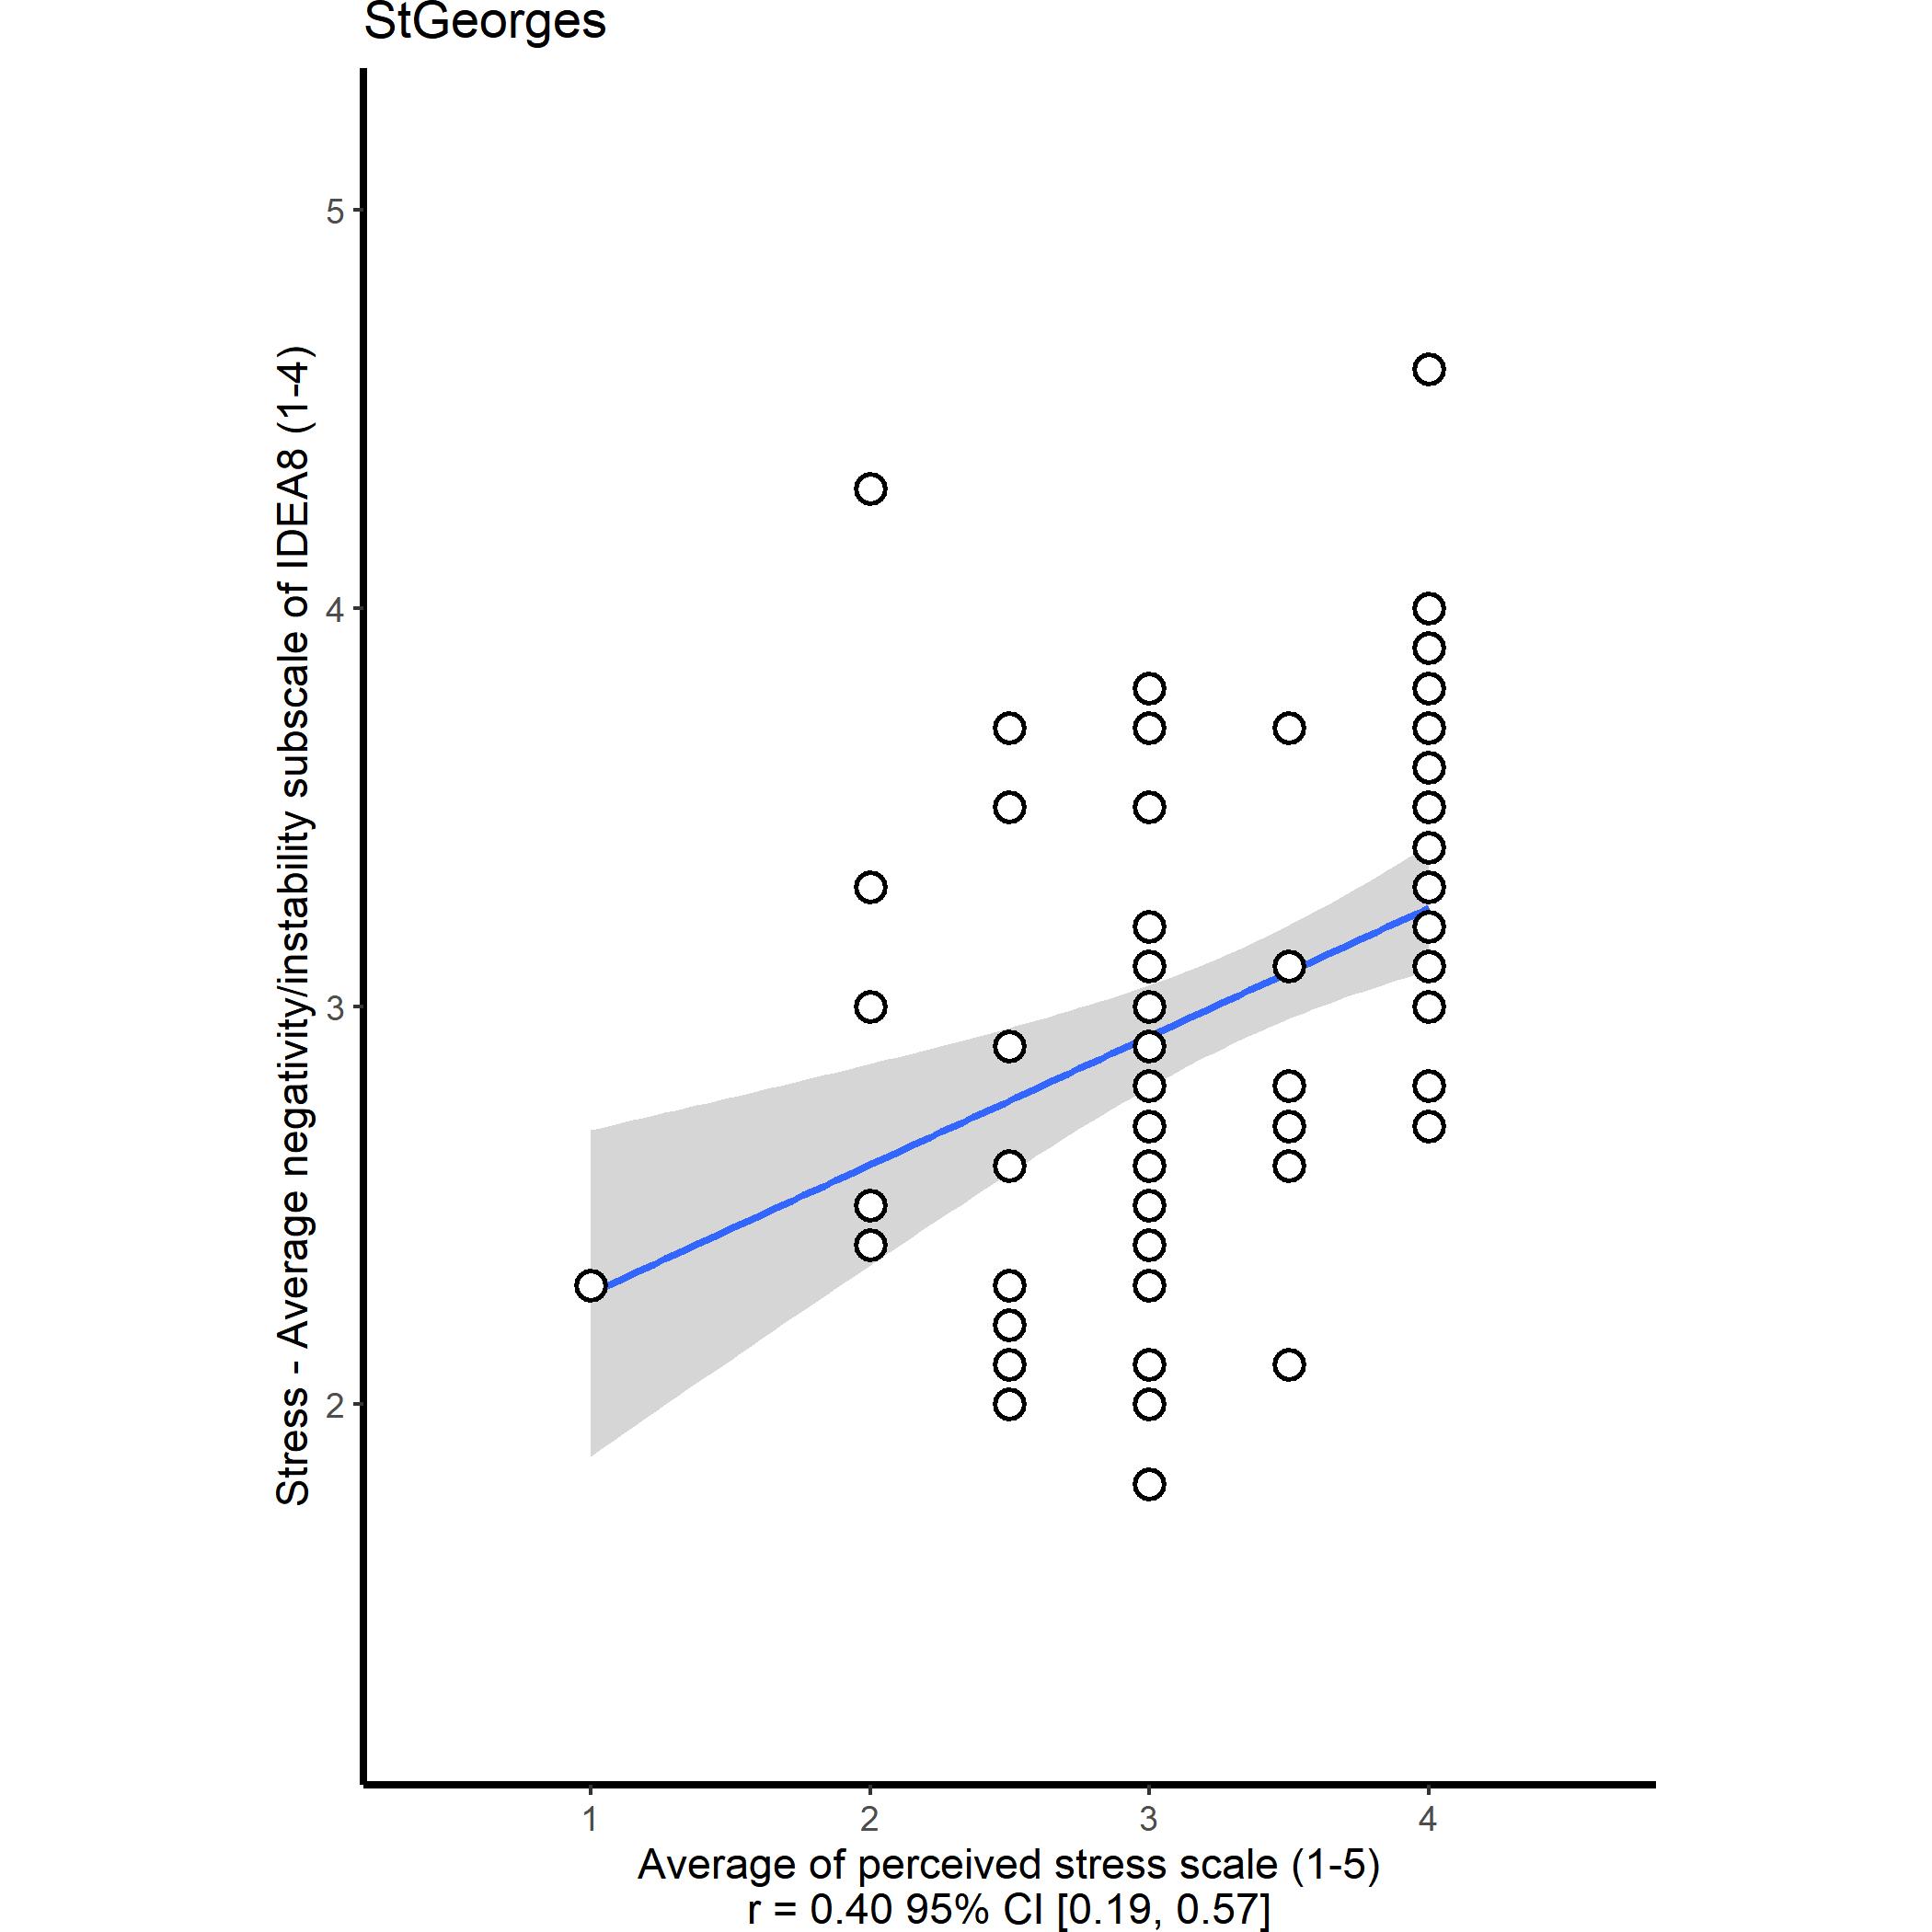 StGeorges
Stress - Average negativity/instability subscale of IDEA8 (1-4)
5
4
3
2
1 2 3 4
Average of perceived stress scale (1-5)
r = 0.40 95% CI [0.19, 0.57]